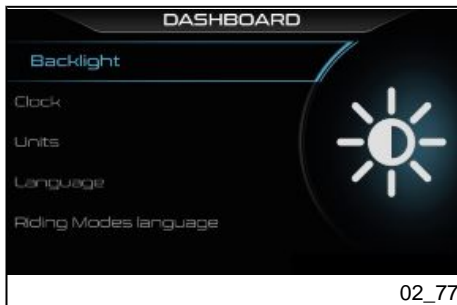 DASHBOARD
Backlight
Clock
Units
Language
Riding Modes language
02_77